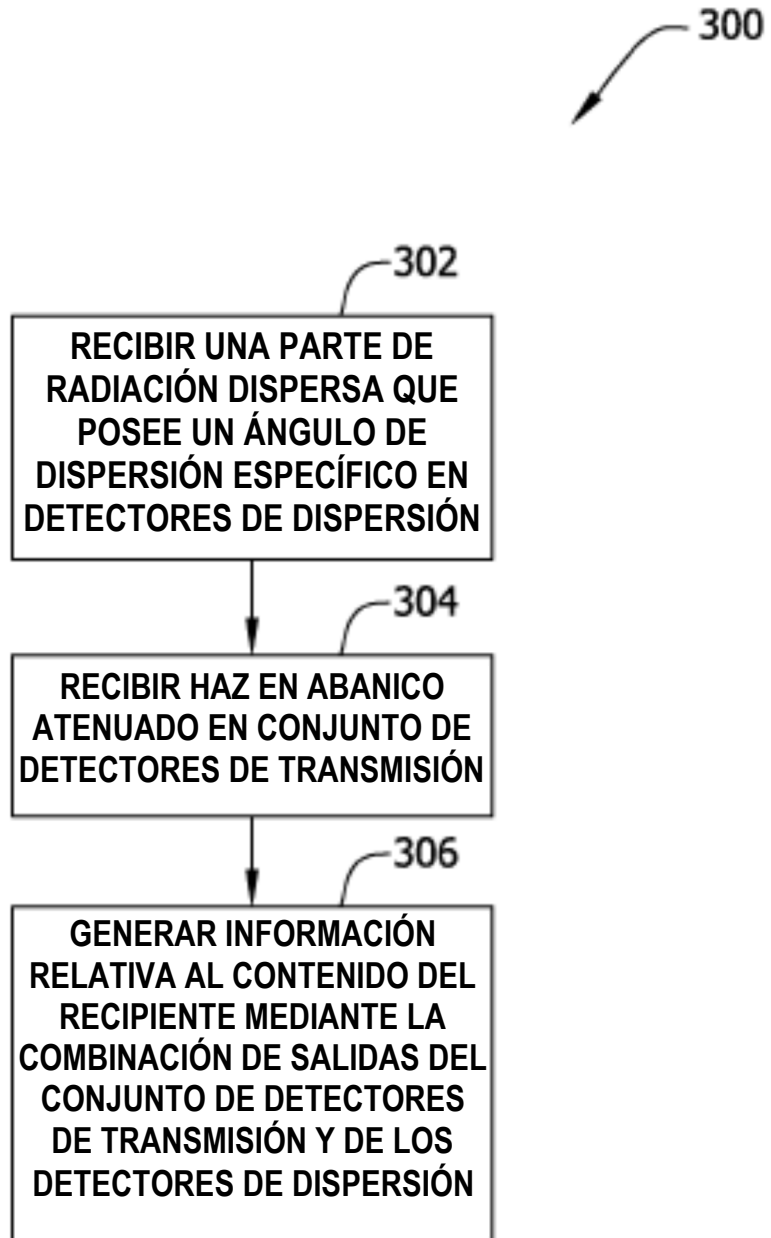 300
302
RECIBIR UNA PARTE DE
RADIACIÓN DISPERSA QUE
POSEE UN ÁNGULO DE
DISPERSIÓN ESPECÍFICO EN
DETECTORES DE DISPERSIÓN
304
RECIBIR HAZ EN ABANICO
ATENUADO EN CONJUNTO DE
DETECTORES DE TRANSMISIÓN
306
GENERAR INFORMACIÓN
RELATIVA AL CONTENIDO DEL
RECIPIENTE MEDIANTE LA
COMBINACIÓN DE SALIDAS DEL
CONJUNTO DE DETECTORES
DE TRANSMISIÓN Y DE LOS
DETECTORES DE DISPERSIÓN